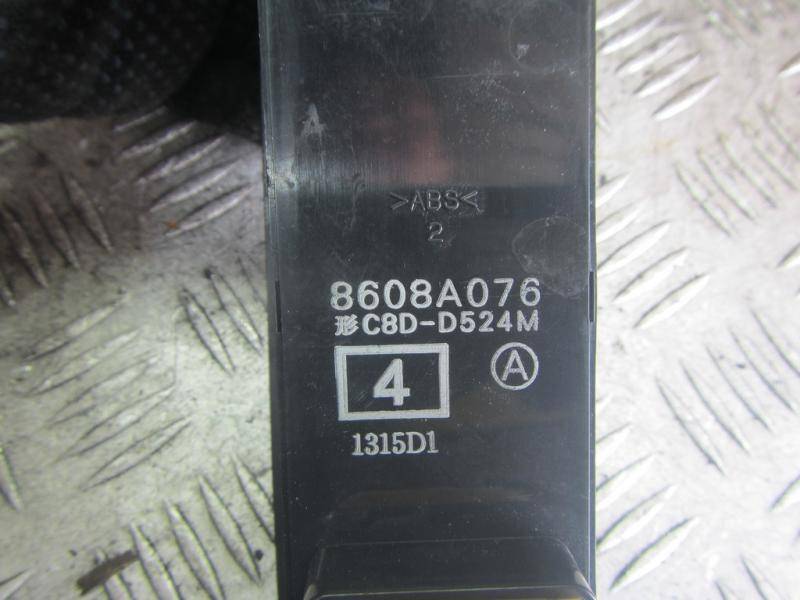 >ABS<
2
8608A076
形C8D-D524M
4 A
1315D1